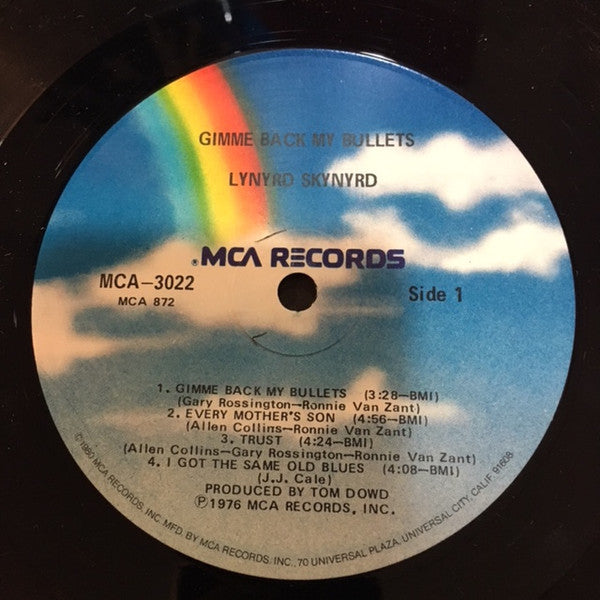 GIMME BACK MY BULLETS
LYNYRD SKYNYRD
®MCA RECORDS
MCA-3022
MCA 872
Side 1
1. GIMME BACK MY BULLETS (3:28-BMI)
(Gary Rossington-Ronnie Van Zant)
2. EVERY MOTHER'S SON (4:56-BMI)
(Allen Collins-Ronnie Van Zant)
3. TRUST (4:24-BMI)
(Allen Collins-Gary Rossington-Ronnie Van Zant)
4. I GOT THE SAME OLD BLUES (4:08-BMI)
(J.J. Cale)
PRODUCED BY TOM DOWD
Ⓟ1976 MCA RECORDS, INC.
©1980 MCA RECORDS, INC. MFD. BY MCA RECORDS, INC., 70 UNIVERSAL PLAZA, UNIVERSAL CITY, CALIF. 91608